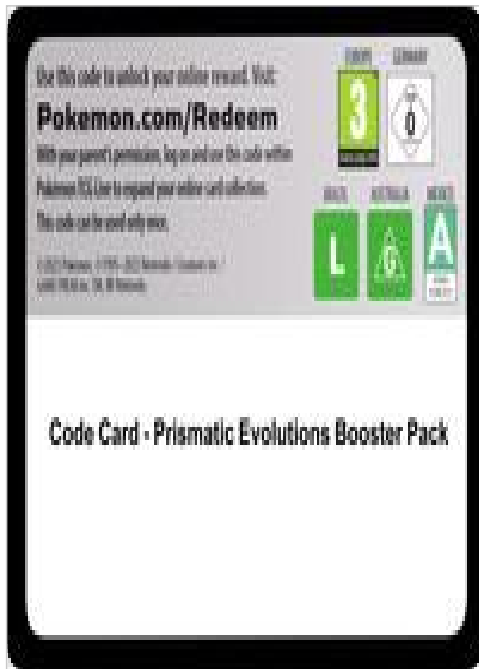 Use this code to unlock your online reward. Visit:
Pokemon.com/Redeem
With your parent's permission, log on and use this code within
Pokémon TCG Live to expand your online card collection.
This code can be used only once.
EUROPE GERMANY
3
0
BRAZIL AUSTRALIA MEXICO
L
G
A
Code Card - Prismatic Evolutions Booster Pack